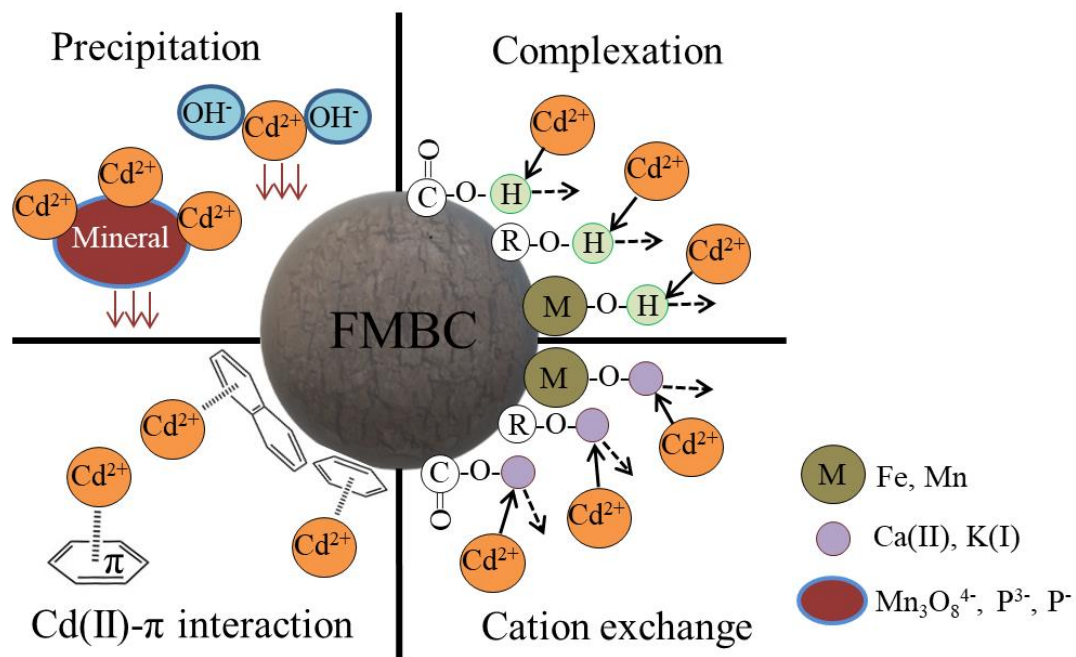 Precipitation
OH⁻ Cd²⁺ OH⁻
Cd²⁺
Cd²⁺ Cd²⁺
Mineral
Complexation
Cd²⁺
O
C-O-H
Cd²⁺
R-O-H
Cd²⁺
M-O-H
FMBC
Cd²⁺
Cd²⁺
π
Cd²⁺
Cd(II)-π interaction
M-O-
R-O-
Cd²⁺
C-O-
O
Cd²⁺
Cd²⁺
Cation exchange
M Fe, Mn
Ca(II), K(I)
Mn₃O₈⁴⁻, P³⁻, P⁻